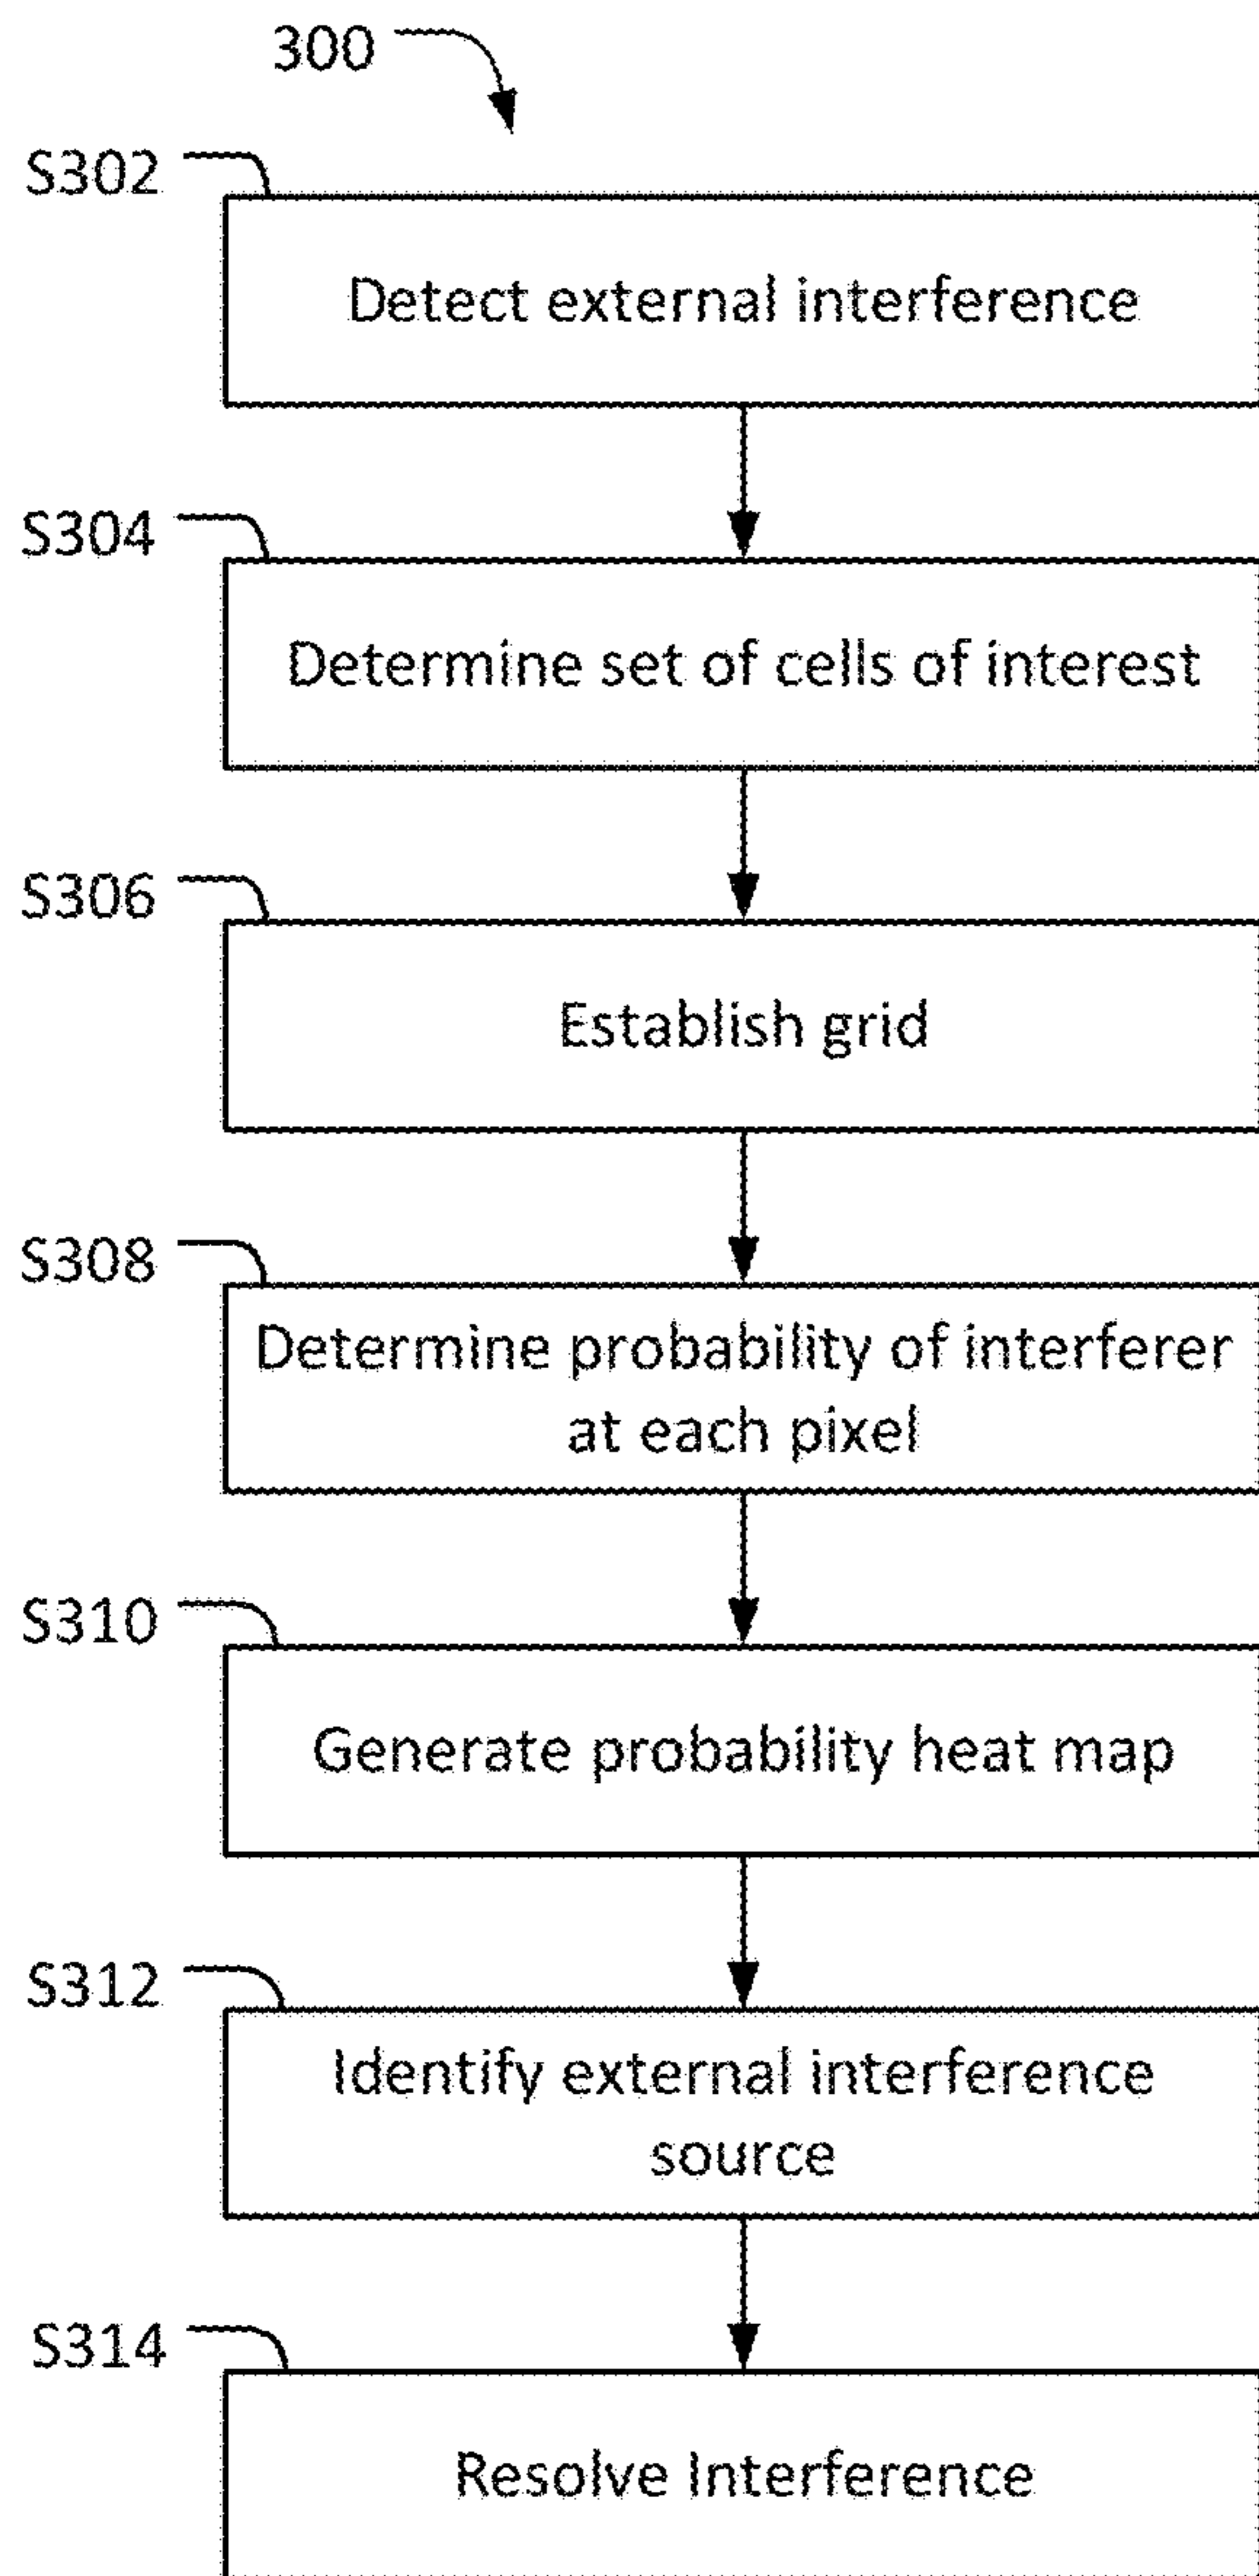 300
S302
Detect external interference
S304
Determine set of cells of interest
S306
Establish grid
S308
Determine probability of interferer
at each pixel
S310
Generate probability heat map
S312
Identify external interference
source
S314
Resolve Interference